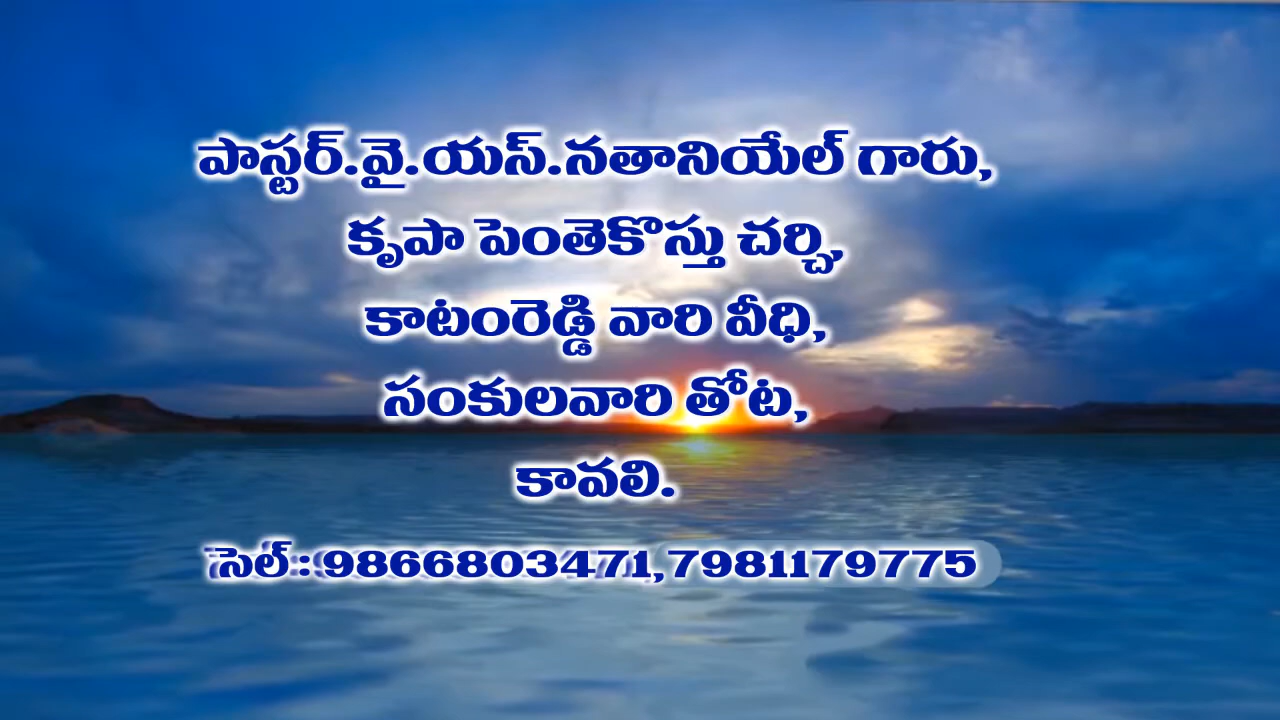 పాస్టర్.వై.యస్.నతానియేల్ గారు,
కృపా పెంతెకొస్తు చర్చి,
కాటంరెడ్డి వారి వీధి,
సంకులవారి తోట,
కావలి.
సెల్ : 9866803471,7981179775